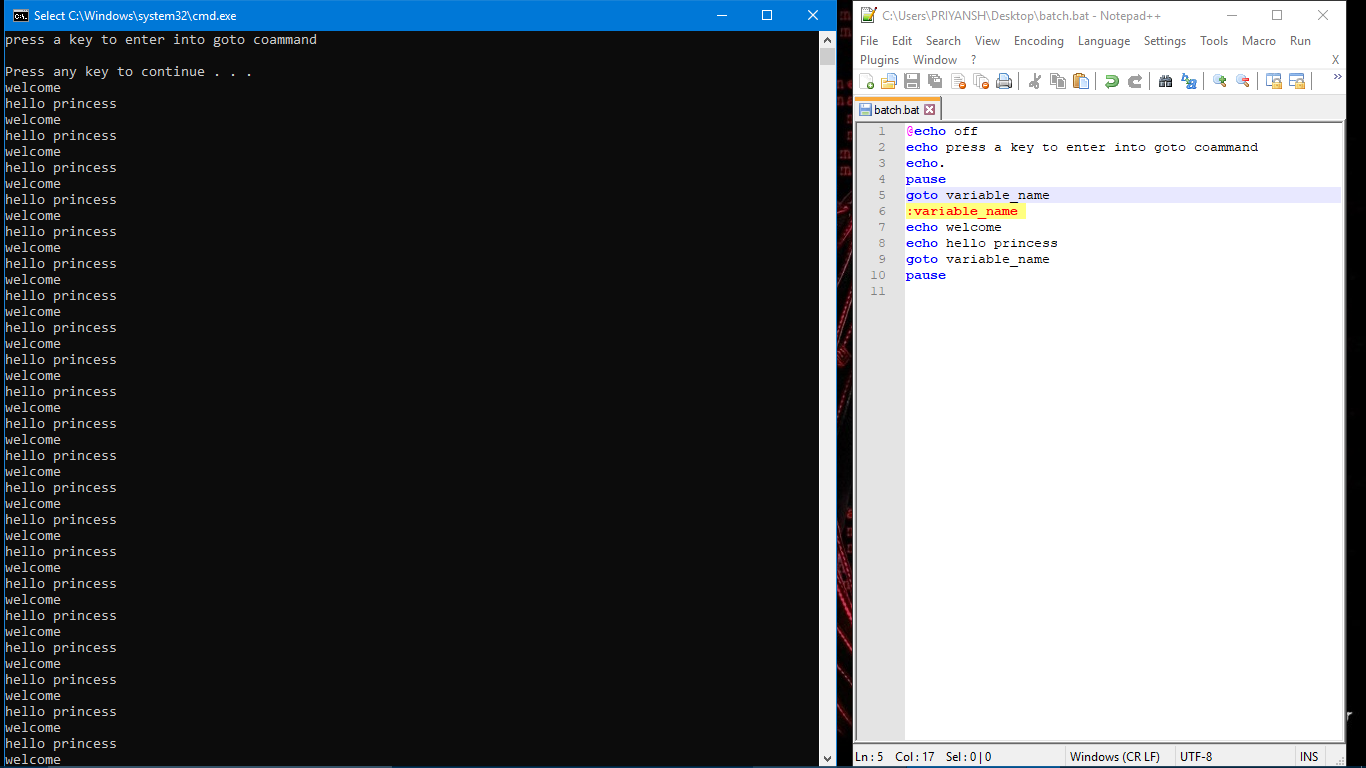 Select C:\Windows\system32\cmd.exe
press a key to enter into goto coammand
Press any key to continue . . .
welcome
hello princess
welcome
hello princess
welcome
hello princess
welcome
hello princess
welcome
hello princess
welcome
hello princess
welcome
hello princess
welcome
hello princess
welcome
hello princess
welcome
hello princess
welcome
hello princess
welcome
hello princess
welcome
hello princess
welcome
hello princess
welcome
hello princess
welcome
hello princess
welcome
hello princess
welcome
hello princess
welcome
hello princess
welcome
hello princess
welcome
hello princess
welcome
C:\Users\PRIYANSH\Desktop\batch.bat - Notepad++
File Edit Search View Encoding Language Settings Tools Macro Run
Plugins Window ? X
batch.bat
1 @echo off
2 echo press a key to enter into goto coammand
3 echo.
4 pause
5 goto variable_name
6 :variable_name
7 echo welcome
8 echo hello princess
9 goto variable_name
10 pause
11
Ln : 5 Col : 17 Sel : 0 | 0 Windows (CR LF) UTF-8 INS